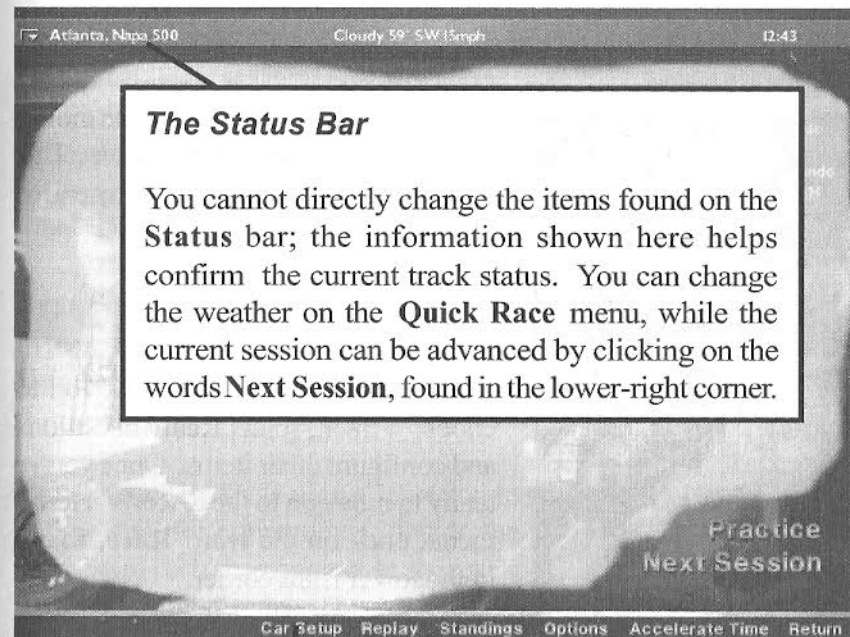 Atlanta, Napa 500 Cloudy 59° SW 15mph 12:43
The Status Bar
You cannot directly change the items found on the
Status bar; the information shown here helps
confirm the current track status. You can change
the weather on the Quick Race menu, while the
current session can be advanced by clicking on the
words Next Session, found in the lower-right corner.
Practice
Next Session
Car Setup Replay Standings Options Accelerate Time Return